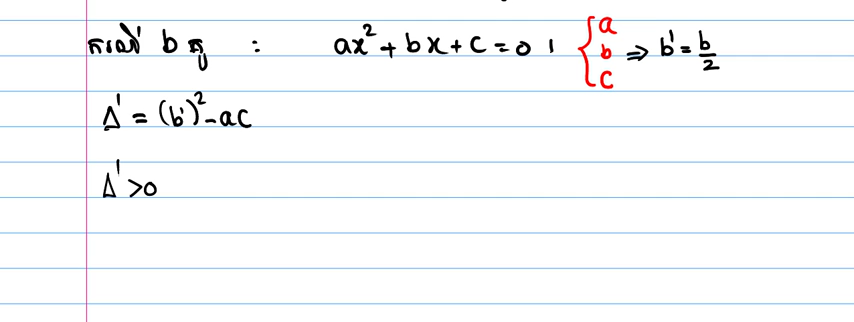 ករណី b គូ : ax² + bx + c = 0 ។ { a b c ⇒ b' = b/2
Δ' = (b')² - ac
Δ' > 0